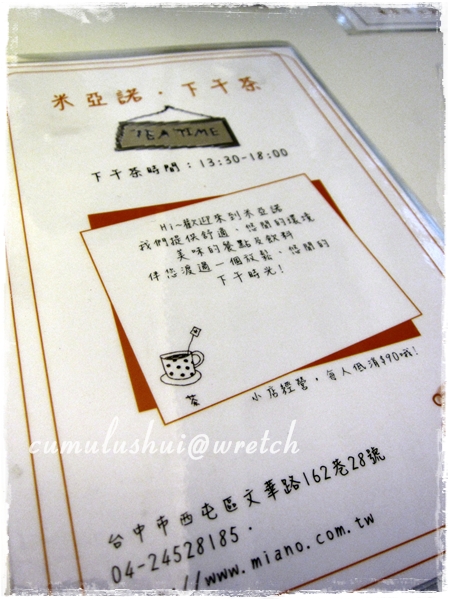 米亞諾．下午茶
TEA TIME
下午茶時間：13:30-18:00
Hi~歡迎來到米亞諾
我們提供舒適、悠閒的環境
美味的餐點及飲料
伴您渡過一個放鬆、悠閒的
下午時光！
小店經營，每人低消$90哦！
cumulushui@wretch
台中市西屯區文華路162巷28號
04-24528185．
//www.miano.com.tw